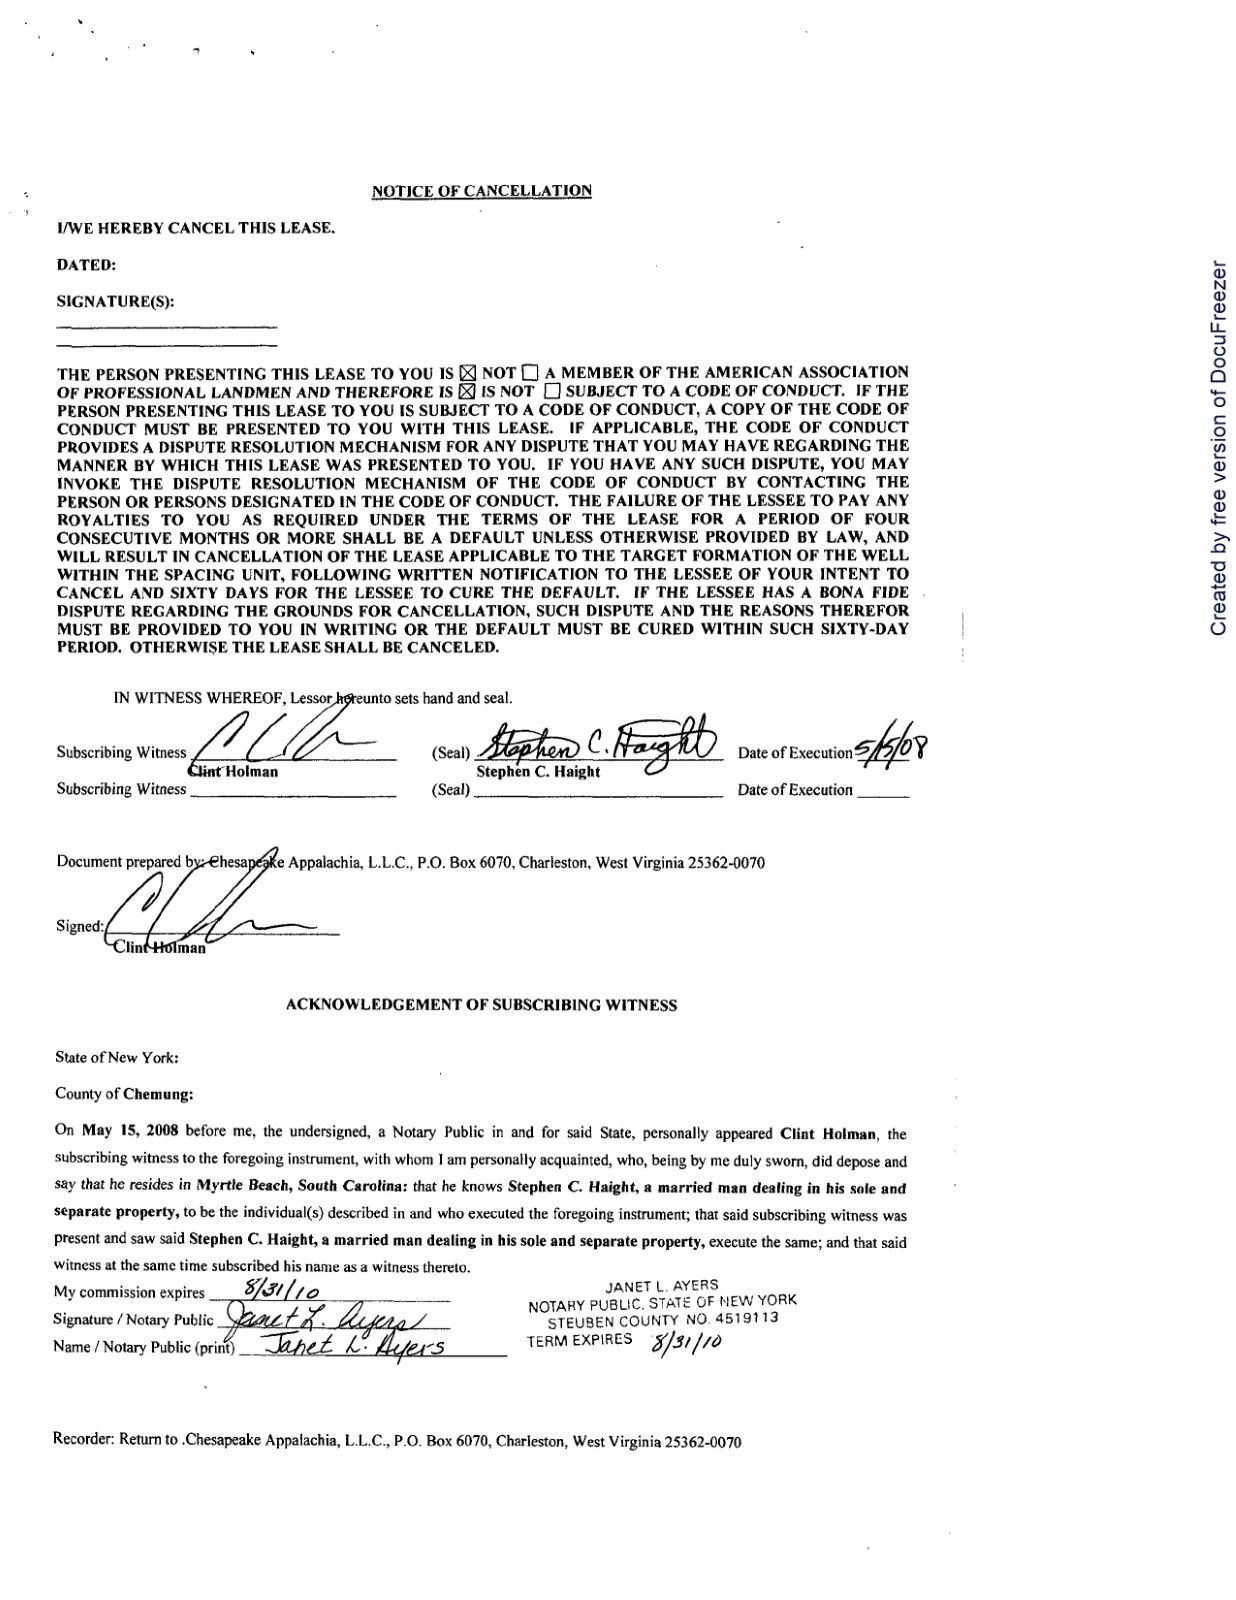 NOTICE OF CANCELLATION
I/WE HEREBY CANCEL THIS LEASE.
DATED:
SIGNATURE(S):
THE PERSON PRESENTING THIS LEASE TO YOU IS ☒ NOT ☐ A MEMBER OF THE AMERICAN ASSOCIATION
OF PROFESSIONAL LANDMEN AND THEREFORE IS ☒ IS NOT ☐ SUBJECT TO A CODE OF CONDUCT. IF THE
PERSON PRESENTING THIS LEASE TO YOU IS SUBJECT TO A CODE OF CONDUCT, A COPY OF THE CODE OF
CONDUCT MUST BE PRESENTED TO YOU WITH THIS LEASE. IF APPLICABLE, THE CODE OF CONDUCT
PROVIDES A DISPUTE RESOLUTION MECHANISM FOR ANY DISPUTE THAT YOU MAY HAVE REGARDING THE
MANNER BY WHICH THIS LEASE WAS PRESENTED TO YOU. IF YOU HAVE ANY SUCH DISPUTE, YOU MAY
INVOKE THE DISPUTE RESOLUTION MECHANISM OF THE CODE OF CONDUCT BY CONTACTING THE
PERSON OR PERSONS DESIGNATED IN THE CODE OF CONDUCT. THE FAILURE OF THE LESSEE TO PAY ANY
ROYALTIES TO YOU AS REQUIRED UNDER THE TERMS OF THE LEASE FOR A PERIOD OF FOUR
CONSECUTIVE MONTHS OR MORE SHALL BE A DEFAULT UNLESS OTHERWISE PROVIDED BY LAW, AND
WILL RESULT IN CANCELLATION OF THE LEASE APPLICABLE TO THE TARGET FORMATION OF THE WELL
WITHIN THE SPACING UNIT, FOLLOWING WRITTEN NOTIFICATION TO THE LESSEE OF YOUR INTENT TO
CANCEL AND SIXTY DAYS FOR THE LESSEE TO CURE THE DEFAULT. IF THE LESSEE HAS A BONA FIDE
DISPUTE REGARDING THE GROUNDS FOR CANCELLATION, SUCH DISPUTE AND THE REASONS THEREFOR
MUST BE PROVIDED TO YOU IN WRITING OR THE DEFAULT MUST BE CURED WITHIN SUCH SIXTY-DAY
PERIOD. OTHERWISE THE LEASE SHALL BE CANCELED.
IN WITNESS WHEREOF, Lessor hereunto sets hand and seal.
Subscribing Witness (Seal) Stephen C. Haight Date of Execution 5/15/08
Clint Holman Stephen C. Haight
Subscribing Witness (Seal) Date of Execution
Document prepared by: Chesapeake Appalachia, L.L.C., P.O. Box 6070, Charleston, West Virginia 25362-0070
Signed:
Clint Holman
ACKNOWLEDGEMENT OF SUBSCRIBING WITNESS
State of New York:
County of Chemung:
On May 15, 2008 before me, the undersigned, a Notary Public in and for said State, personally appeared Clint Holman, the
subscribing witness to the foregoing instrument, with whom I am personally acquainted, who, being by me duly sworn, did depose and
say that he resides in Myrtle Beach, South Carolina: that he knows Stephen C. Haight, a married man dealing in his sole and
separate property, to be the individual(s) described in and who executed the foregoing instrument; that said subscribing witness was
present and saw said Stephen C. Haight, a married man dealing in his sole and separate property, execute the same; and that said
witness at the same time subscribed his name as a witness thereto.
My commission expires 8/31/10
Signature / Notary Public Janet L. Ayers
Name / Notary Public (print) Janet L. Ayers
JANET L. AYERS
NOTARY PUBLIC, STATE OF NEW YORK
STEUBEN COUNTY NO. 4519113
TERM EXPIRES 8/31/10
Recorder: Return to .Chesapeake Appalachia, L.L.C., P.O. Box 6070, Charleston, West Virginia 25362-0070
Created by free version of DocuFreezer